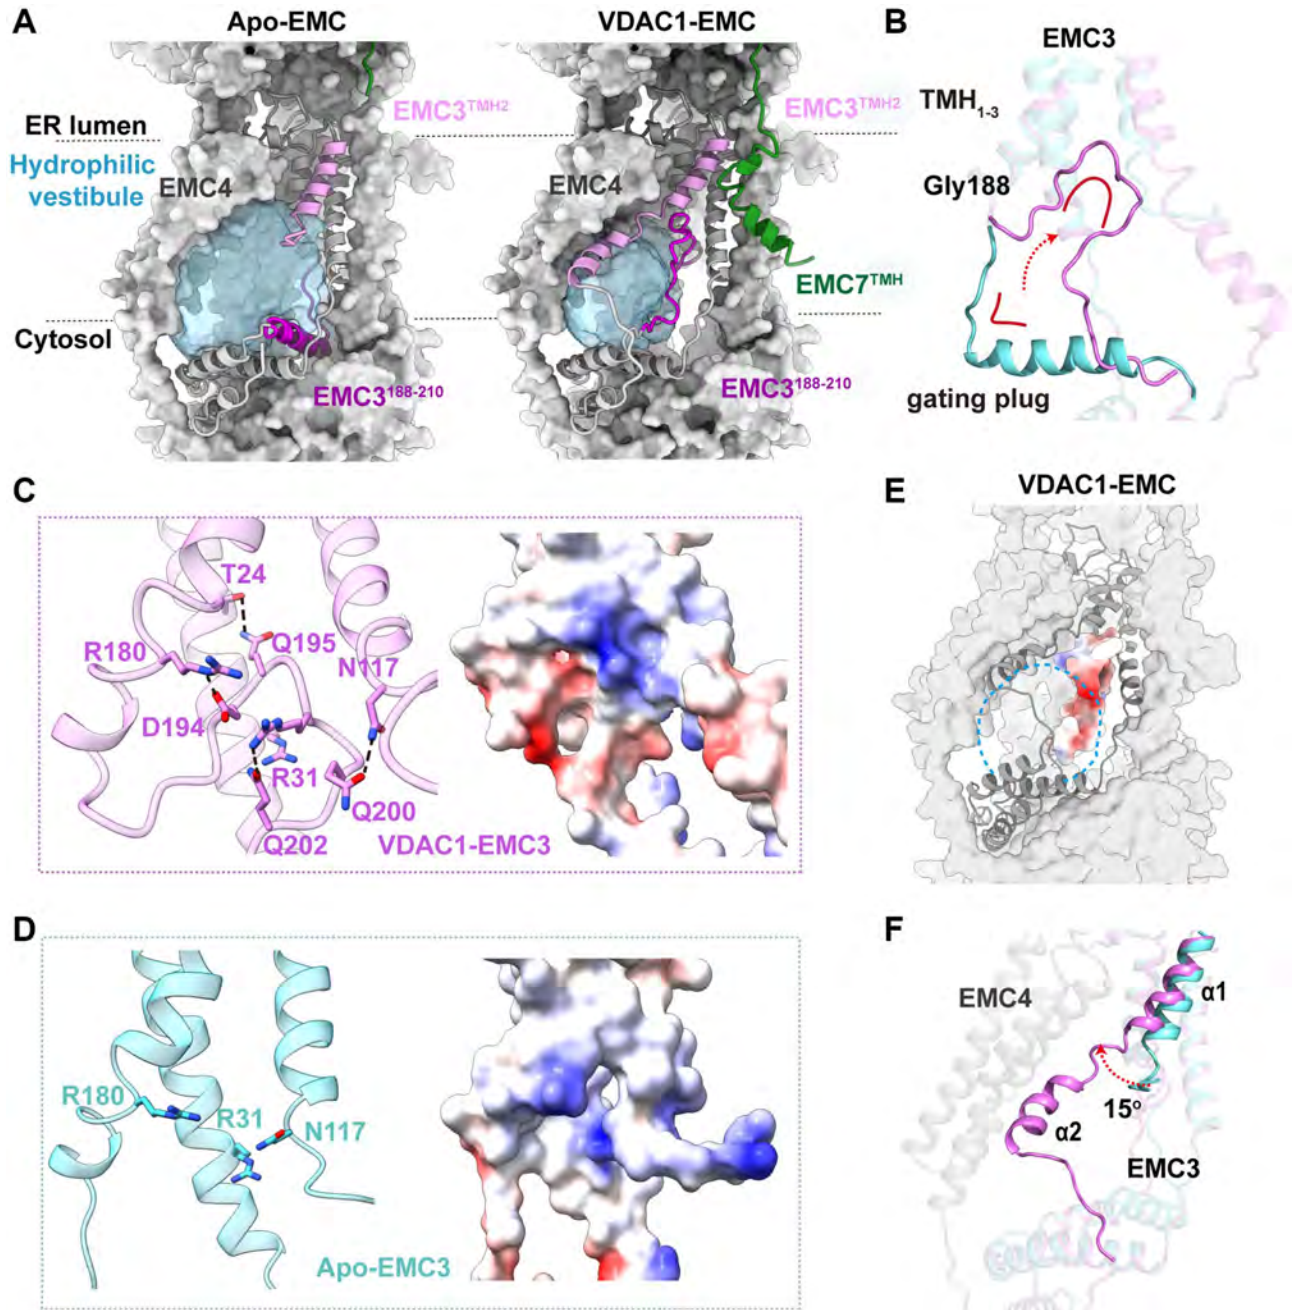 A
Apo-EMC
VDAC1-EMC
EMC3TMH2
EMC3TMH2
ER lumen
Hydrophilic
vestibule
EMC4
EMC4
EMC7TMH
Cytosol
EMC3188-210
EMC3188-210
B
EMC3
TMH1-3
Gly188
gating plug
C
T24
Q195
R180
N117
D194
R31
Q200
Q202
VDAC1-EMC3
E
VDAC1-EMC
D
R180
R31
N117
Apo-EMC3
F
EMC4
α1
15°
α2
EMC3